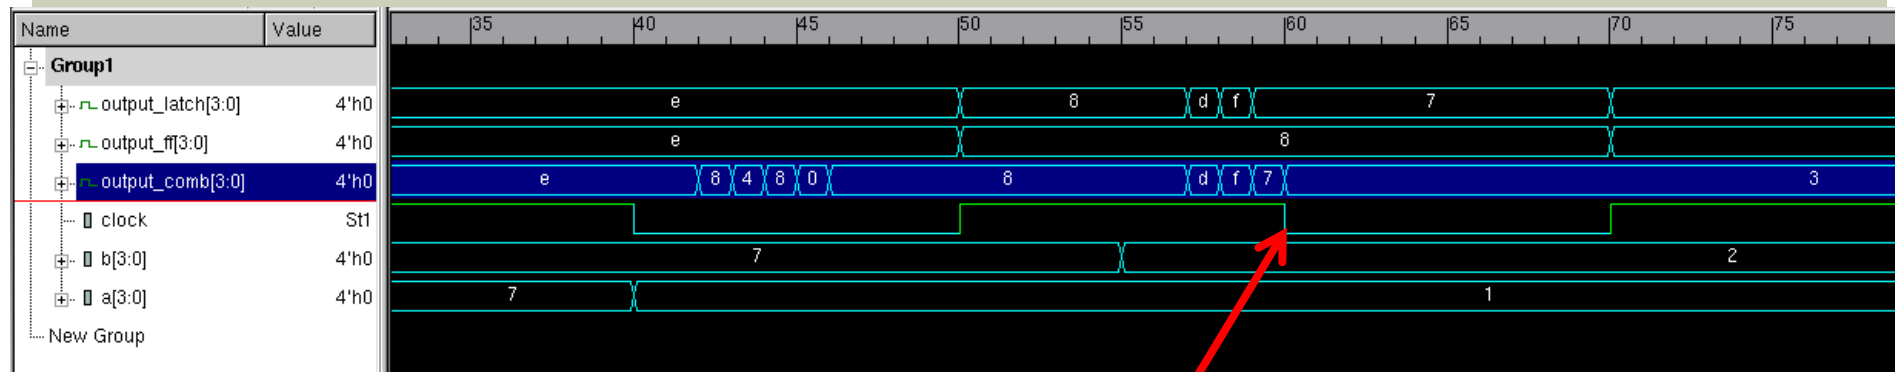 Name Value 35 40 45 50 55 60 65 70 75
Group1
output_latch[3:0] 4'h0 e 8 d f 7
output_ff[3:0] 4'h0 e 8
output_comb[3:0] 4'h0 e 8 4 8 0 8 d f 7 3
clock St1
b[3:0] 4'h0 7 2
a[3:0] 4'h0 7 1
New Group